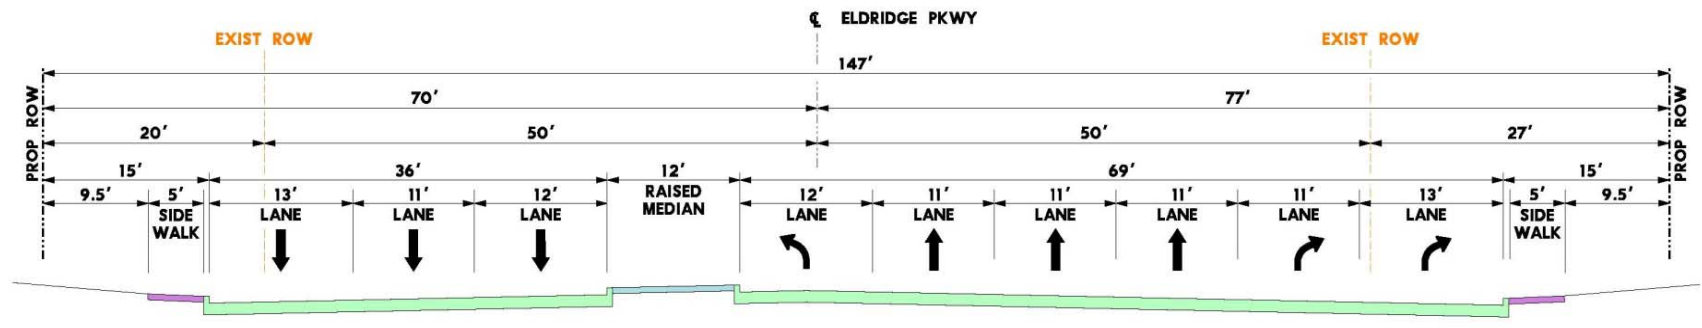 ℄ ELDRIDGE PKWY
EXIST ROW
EXIST ROW
147'
70'
77'
20'
50'
50'
27'
15'
36'
12'
69'
15'
RAISED
MEDIAN
9.5'
5'
13'
11'
12'
12'
11'
11'
11'
11'
13'
5'
9.5'
SIDE
WALK
LANE
LANE
LANE
LANE
LANE
LANE
LANE
LANE
LANE
SIDE
WALK
PROP ROW
PROP ROW